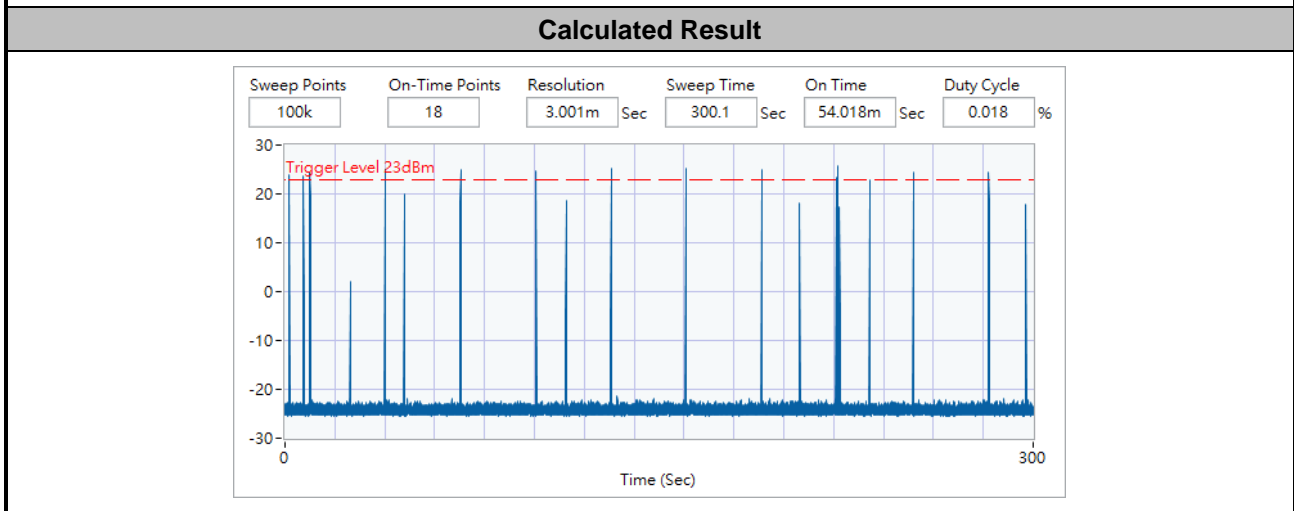 Calculated Result
Sweep Points On-Time Points Resolution Sweep Time On Time Duty Cycle
100k 18 3.001m Sec 300.1 Sec 54.018m Sec 0.018 %
30
Trigger Level 23dBm
20
10
0
-10
-20
-30
0 300
Time (Sec)